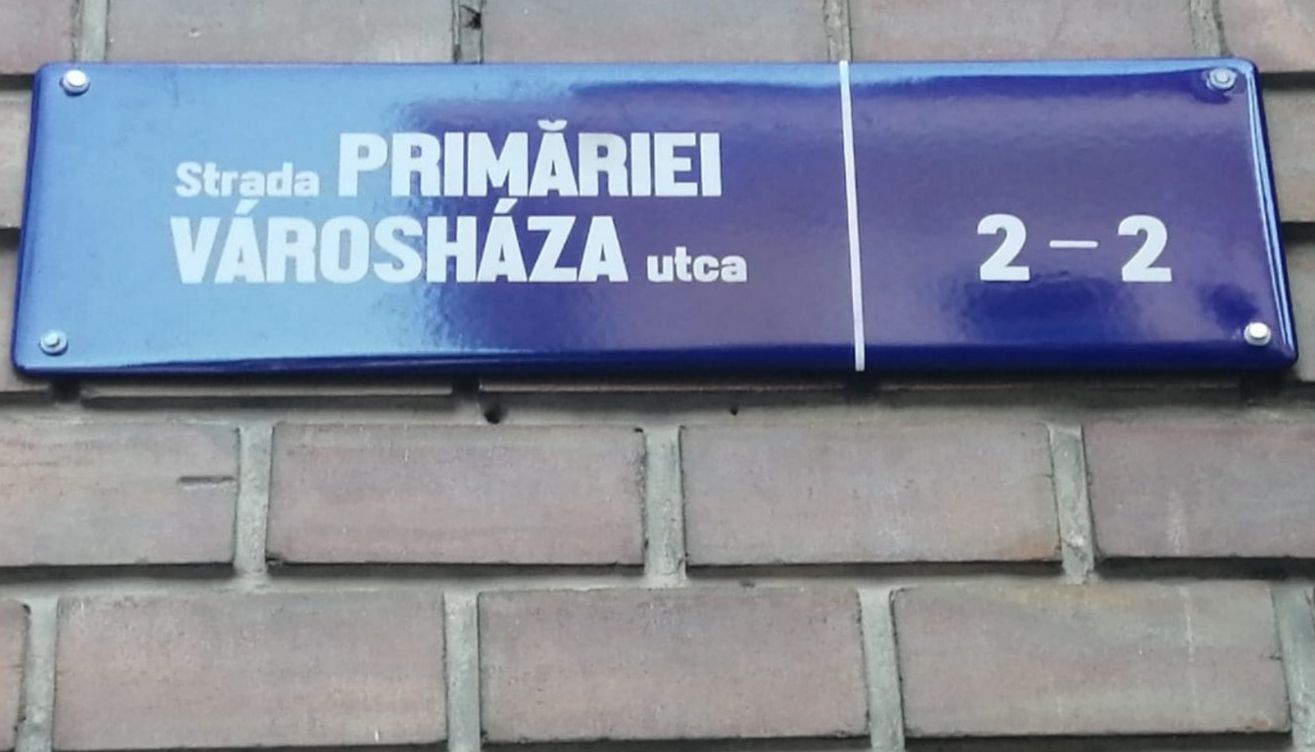 Strada PRIMĂRIEI
VÁROSHÁZA utca
2 – 2